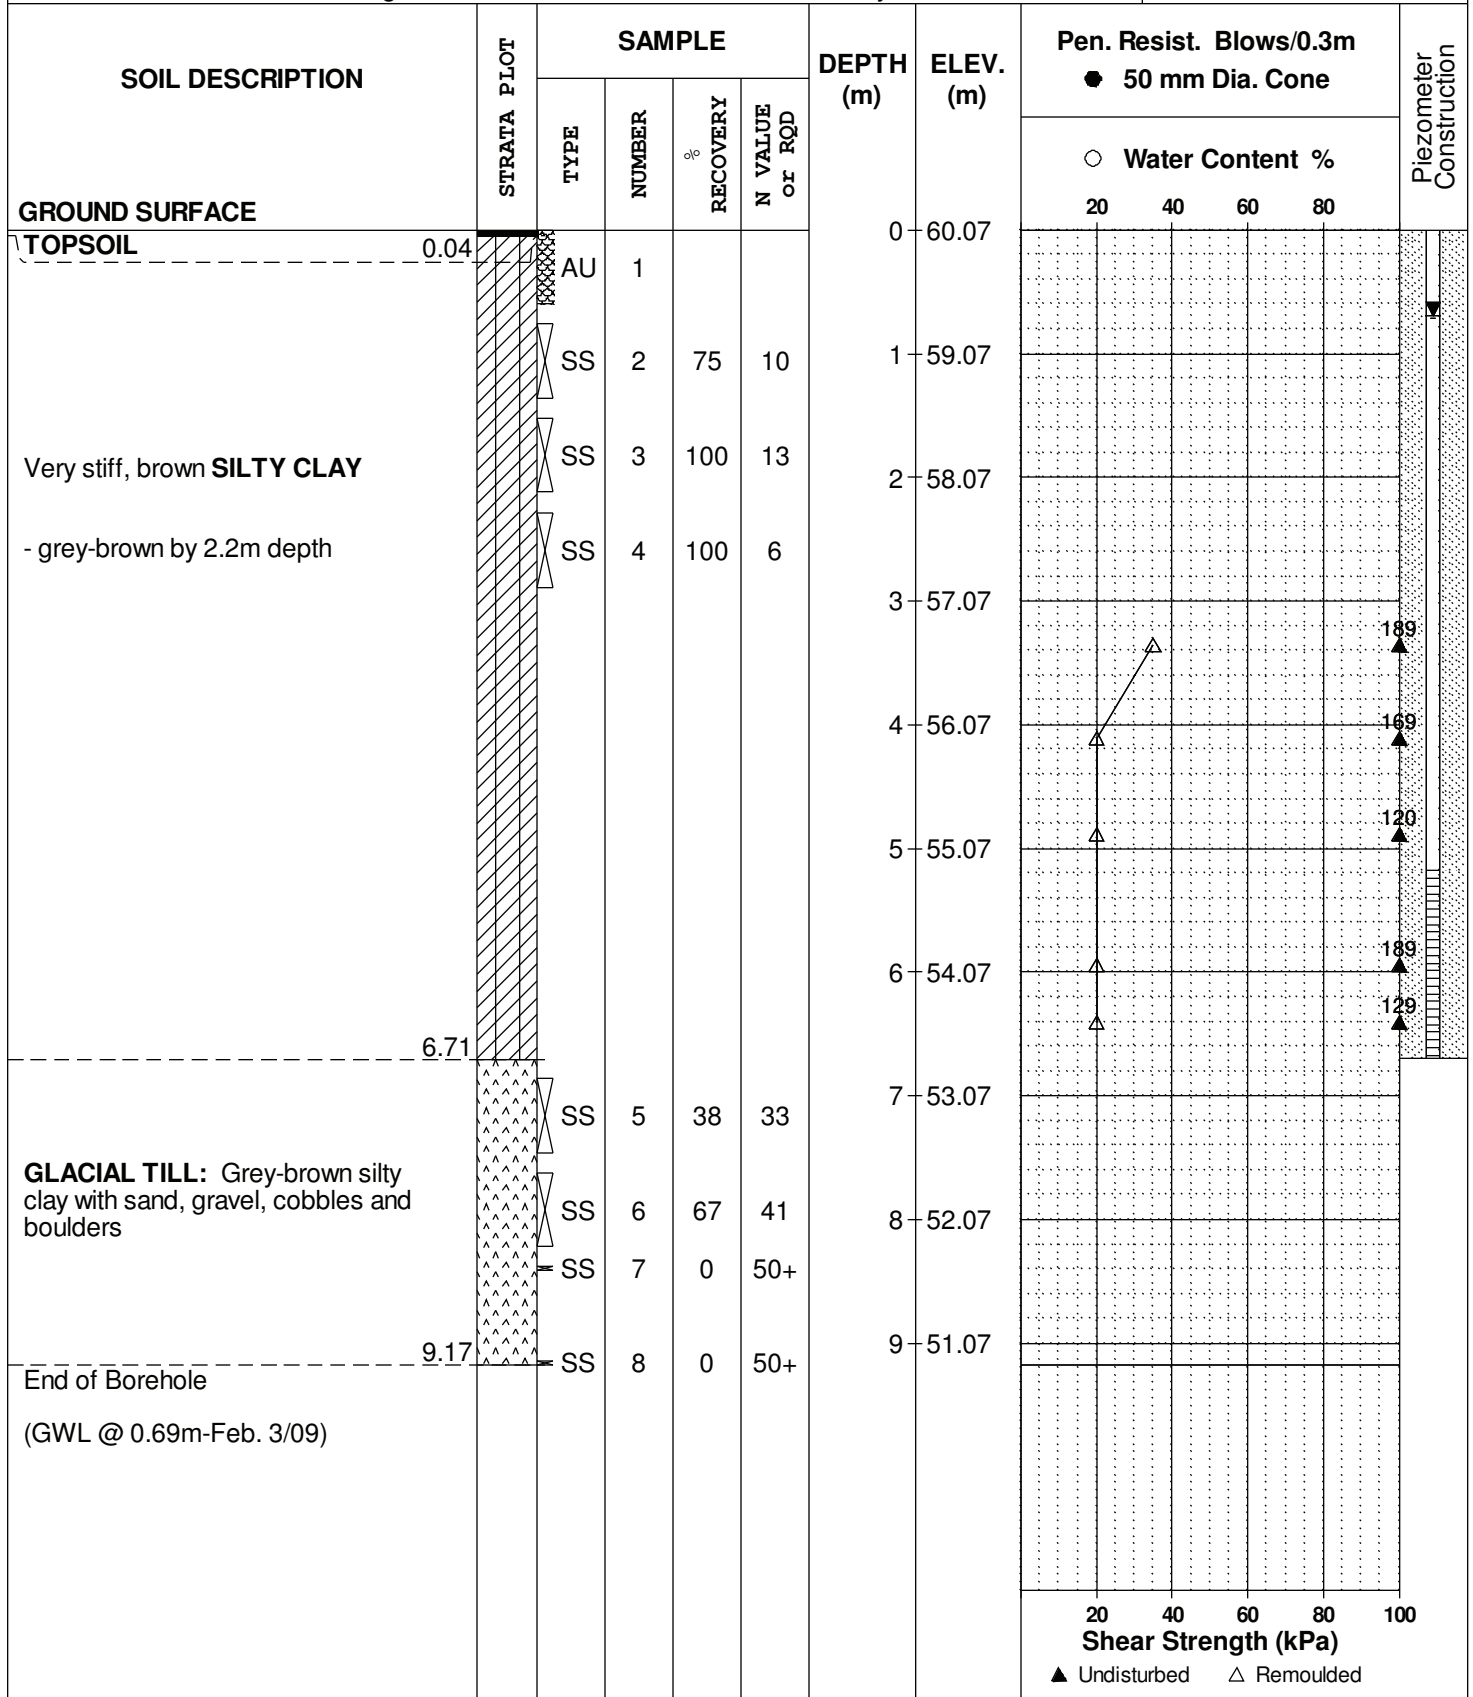 SOIL DESCRIPTION
GROUND SURFACE
STRATA PLOT
SAMPLE
TYPE
NUMBER
% RECOVERY
N VALUE or RQD
DEPTH (m)
ELEV. (m)
Pen. Resist. Blows/0.3m
● 50 mm Dia. Cone
○ Water Content %
20 40 60 80
Piezometer Construction
TOPSOIL 0.04
0 60.07
AU 1
SS 2 75 10
1 59.07
Very stiff, brown SILTY CLAY
SS 3 100 13
2 58.07
- grey-brown by 2.2m depth
SS 4 100 6
3 57.07
189
4 56.07
169
120
5 55.07
189
6 54.07
129
6.71
7 53.07
SS 5 38 33
GLACIAL TILL: Grey-brown silty
clay with sand, gravel, cobbles and
boulders
SS 6 67 41
8 52.07
SS 7 0 50+
9 51.07
9.17
SS 8 0 50+
End of Borehole
(GWL @ 0.69m-Feb. 3/09)
20 40 60 80 100
Shear Strength (kPa)
▲ Undisturbed △ Remoulded